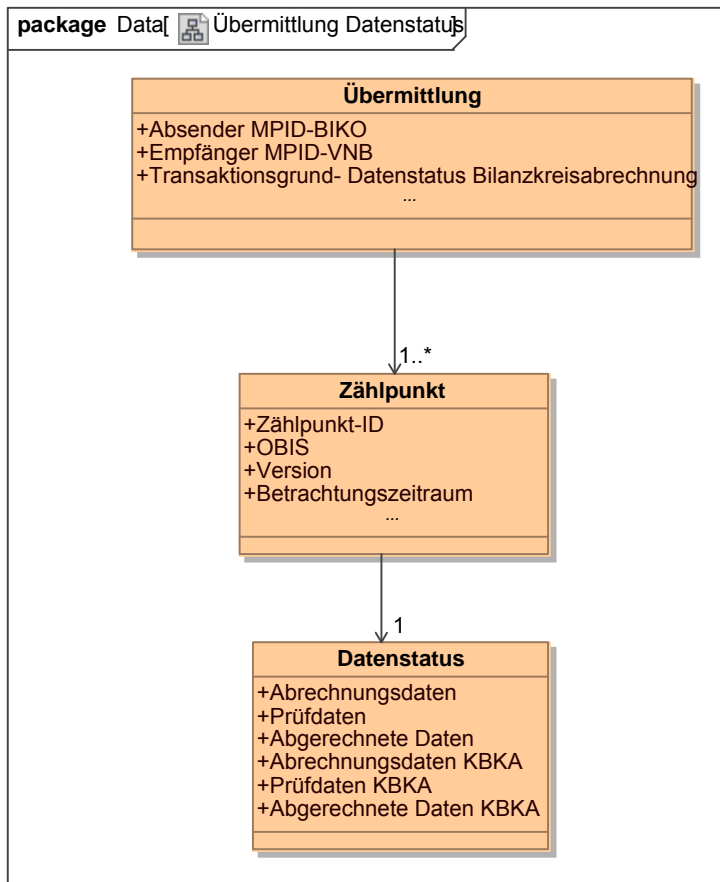 package Data[ Übermittlung Datenstatus]
Übermittlung
+Absender MPID-BIKO
+Empfänger MPID-VNB
+Transaktionsgrund- Datenstatus Bilanzkreisabrechnung
...
1..*
Zählpunkt
+Zählpunkt-ID
+OBIS
+Version
+Betrachtungszeitraum
...
1
Datenstatus
+Abrechnungsdaten
+Prüfdaten
+Abgerechnete Daten
+Abrechnungsdaten KBKA
+Prüfdaten KBKA
+Abgerechnete Daten KBKA